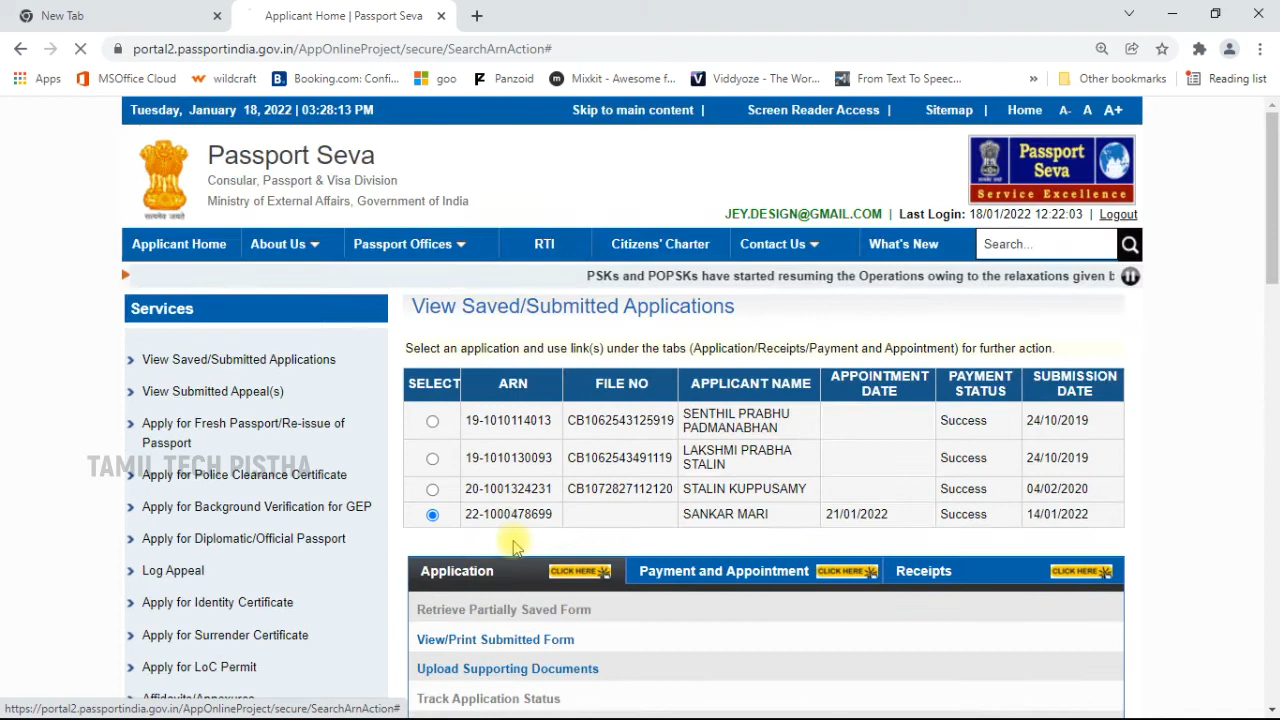 New Tab
Applicant Home | Passport Seva
portal2.passportindia.gov.in/AppOnlineProject/secure/SearchArnAction#
Apps MSOffice Cloud wildcraft Booking.com: Confi... goo Panzoid Mixkit - Awesome f... Viddyoze - The Wor... From Text To Speec... » Other bookmarks Reading list
Tuesday, January 18, 2022 | 03:28:13 PM Skip to main content | Screen Reader Access | Sitemap | Home A- A A+
Passport Seva
Consular, Passport & Visa Division
Ministry of External Affairs, Government of India
Passport
Seva
Service Excellence
JEY.DESIGN@GMAIL.COM | Last Login: 18/01/2022 12:22:03 | Logout
Applicant Home About Us Passport Offices RTI Citizens' Charter Contact Us What's New Search...
PSKs and POPSKs have started resuming the Operations owing to the relaxations given b
Services
View Saved/Submitted Applications
View Submitted Appeal(s)
Apply for Fresh Passport/Re-issue of
Passport
Apply for Police Clearance Certificate
Apply for Background Verification for GEP
Apply for Diplomatic/Official Passport
Log Appeal
Apply for Identity Certificate
Apply for Surrender Certificate
Apply for LoC Permit
Affidavits/Annexures
TAMIL TECH PISTHA
View Saved/Submitted Applications
Select an application and use link(s) under the tabs (Application/Receipts/Payment and Appointment) for further action.
SELECT ARN FILE NO APPLICANT NAME APPOINTMENT DATE PAYMENT STATUS SUBMISSION DATE
19-1010114013 CB1062543125919 SENTHIL PRABHU PADMANABHAN Success 24/10/2019
19-1010130093 CB1062543491119 LAKSHMI PRABHA STALIN Success 24/10/2019
20-1001324231 CB1072827112120 STALIN KUPPUSAMY Success 04/02/2020
22-1000478699 SANKAR MARI 21/01/2022 Success 14/01/2022
Application CLICK HERE Payment and Appointment CLICK HERE Receipts CLICK HERE
Retrieve Partially Saved Form
View/Print Submitted Form
Upload Supporting Documents
Track Application Status
https://portal2.passportindia.gov.in/AppOnlineProject/secure/SearchArnAction#